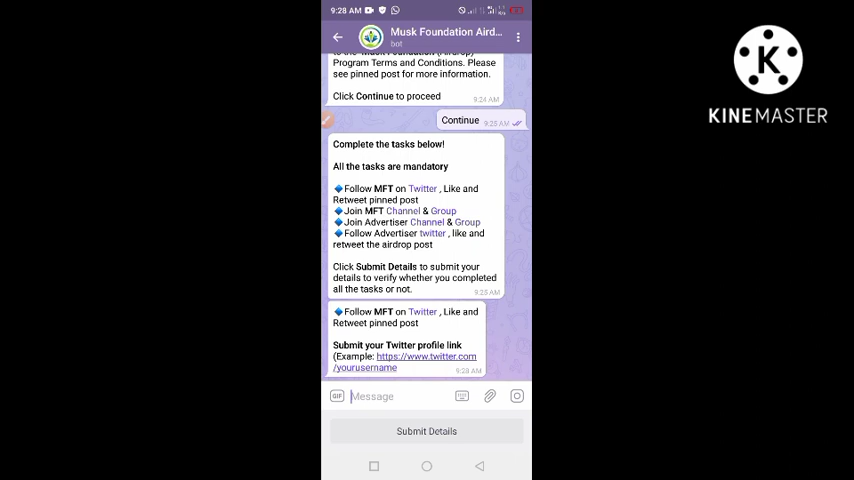 9:28 AM
Musk Foundation Aird...
bot
Program Terms and Conditions. Please
see pinned post for more information.
Click Continue to proceed
9:24 AM
Continue
9:25 AM
Complete the tasks below!
All the tasks are mandatory
Follow MFT on Twitter , Like and
Retweet pinned post
Join MFT Channel & Group
Join Advertiser Channel & Group
Follow Advertiser twitter , like and
retweet the airdrop post
Click Submit Details to submit your
details to verify whether you completed
all the tasks or not.
9:25 AM
Follow MFT on Twitter , Like and
Retweet pinned post
Submit your Twitter profile link
(Example: https://www.twitter.com
/yourusername
9:28 AM
GIF
Message
Submit Details
K
KINEMASTER